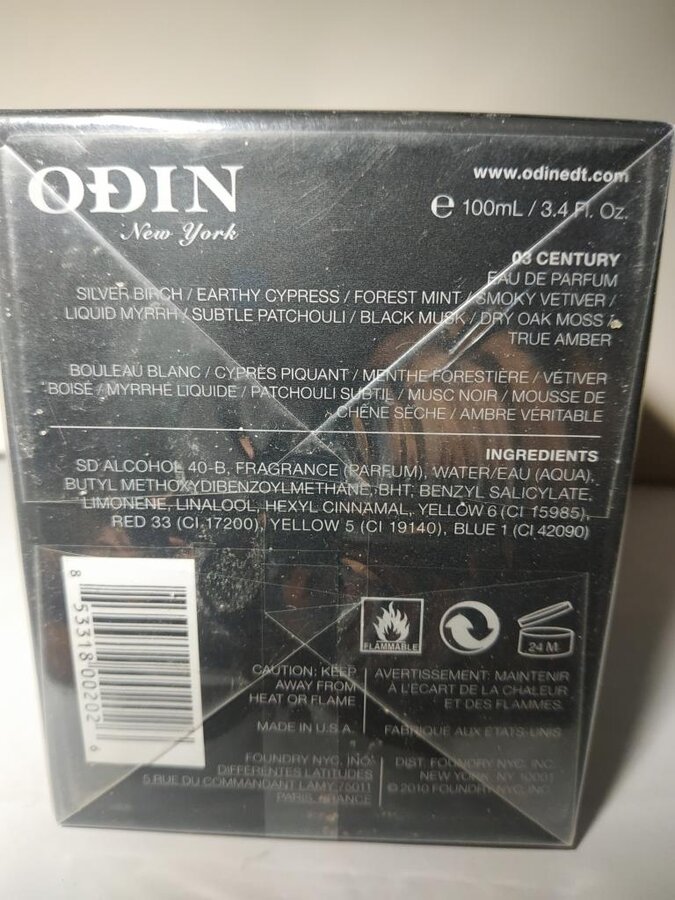 OÐIN
New York
www.odinedt.com
℮ 100mL / 3.4 Fl. Oz.
03 CENTURY
EAU DE PARFUM
SILVER BIRCH / EARTHY CYPRESS / FOREST MINT / SMOKY VETIVER /
LIQUID MYRRH / SUBTLE PATCHOULI / BLACK MUSK / DRY OAK MOSS /
TRUE AMBER
BOULEAU BLANC / CYPRÈS PIQUANT / MENTHE FORESTIÈRE / VÉTIVER
BOISÉ / MYRRHE LIQUIDE / PATCHOULI SUBTIL / MUSC NOIR / MOUSSE DE
CHÊNE SÈCHE / AMBRE VÉRITABLE
INGREDIENTS
SD ALCOHOL 40-B, FRAGRANCE (PARFUM), WATER/EAU (AQUA),
BUTYL METHOXYDIBENZOYLMETHANE, BHT, BENZYL SALICYLATE,
LIMONENE, LINALOOL, HEXYL CINNAMAL, YELLOW 6 (CI 15985),
RED 33 (CI 17200), YELLOW 5 (CI 19140), BLUE 1 (CI 42090)
8 53318 00202 6
FLAMMABLE
24 M
CAUTION: KEEP
AWAY FROM
HEAT OR FLAME
MADE IN U.S.A.
AVERTISSEMENT: MAINTENIR
À L'ÉCART DE LA CHALEUR
ET DES FLAMMES.
FABRIQUÉ AUX ÉTATS-UNIS
FOUNDRY NYC, INC.
DIFFÉRENTES LATITUDES
5 RUE DU COMMANDANT LAMY, 75011
PARIS, FRANCE
DIST. FOUNDRY NYC, INC.
NEW YORK, NY 10001
© 2010 FOUNDRY NYC, INC.